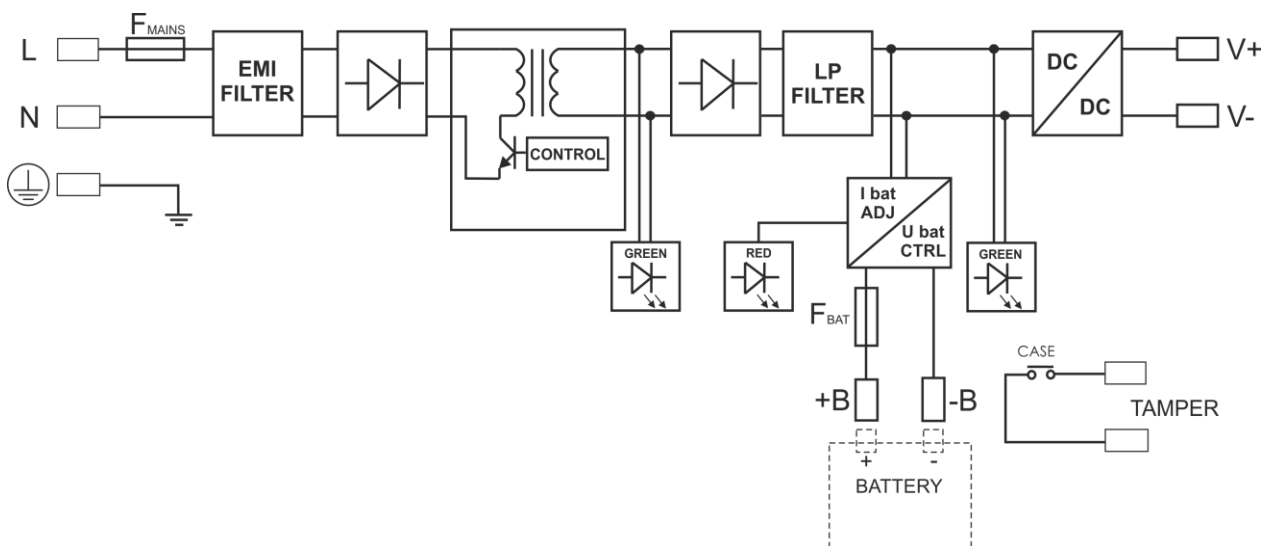 F MAINS
L
EMI
FILTER
LP
FILTER
DC
DC
V+
N
V-
CONTROL
I bat
ADJ
U bat
CTRL
GREEN
RED
GREEN
F BAT
CASE
+B
-B
TAMPER
+ -
BATTERY